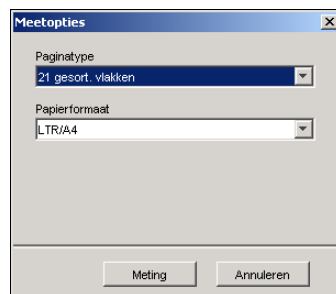 Meetopties
Paginatype
21 gesort. vlakken
Papierformaat
LTR/A4
Meting
Annuleren